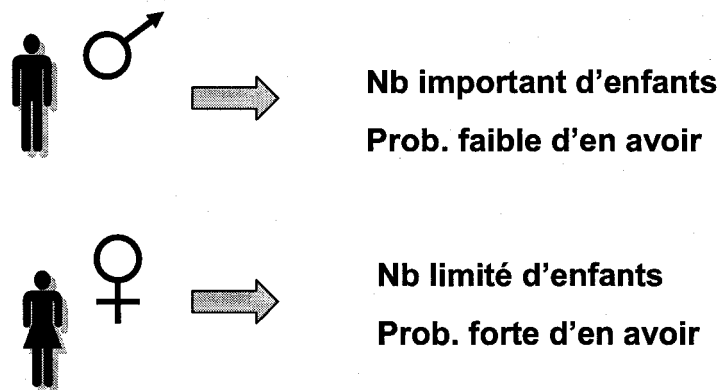 Nb important d'enfants
Prob. faible d'en avoir
Nb limité d'enfants
Prob. forte d'en avoir